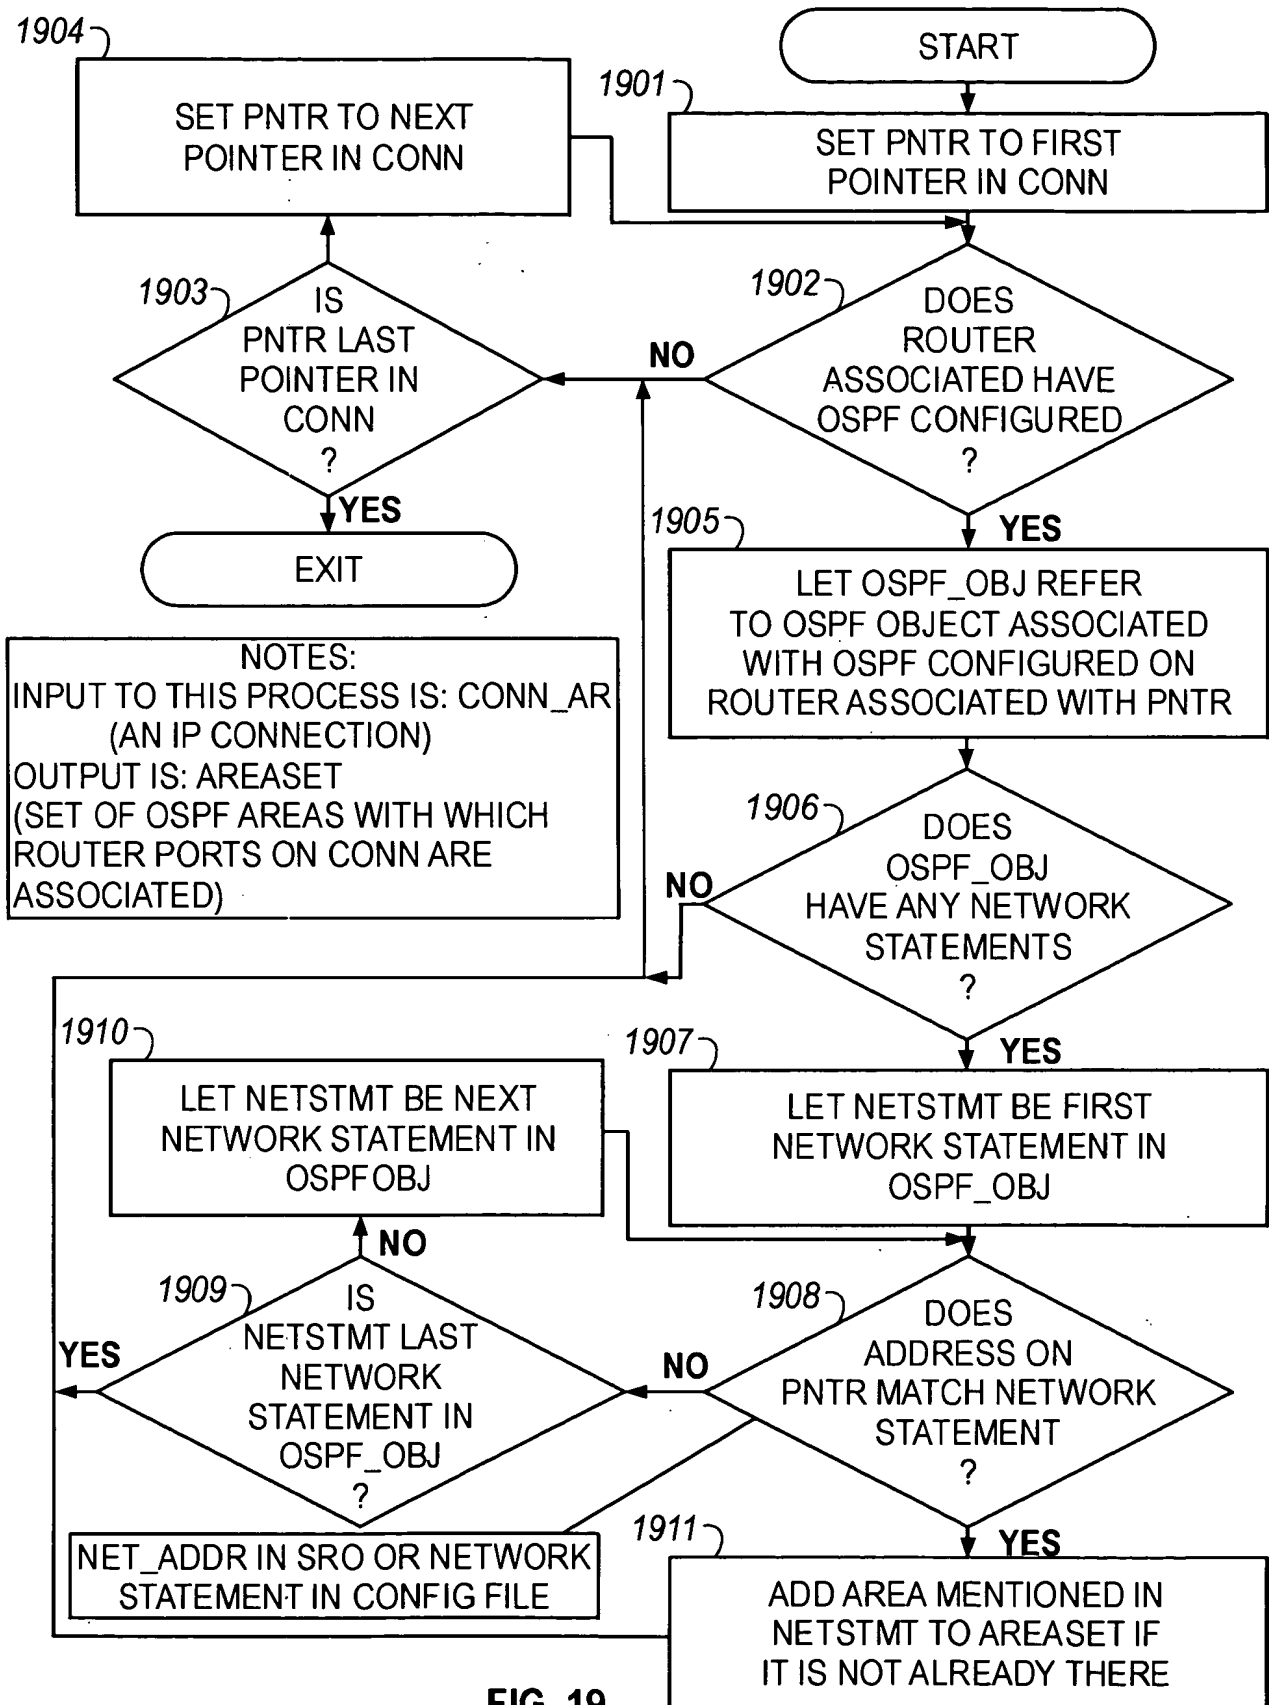 START
1901
SET PNTR TO FIRST
POINTER IN CONN
1904
SET PNTR TO NEXT
POINTER IN CONN
1902
DOES
ROUTER
ASSOCIATED HAVE
OSPF CONFIGURED
?
NO
YES
1903
IS
PNTR LAST
POINTER IN
CONN
?
YES
EXIT
1905
LET OSPF_OBJ REFER
TO OSPF OBJECT ASSOCIATED
WITH OSPF CONFIGURED ON
ROUTER ASSOCIATED WITH PNTR
NOTES:
INPUT TO THIS PROCESS IS: CONN_AR
(AN IP CONNECTION)
OUTPUT IS: AREASET
(SET OF OSPF AREAS WITH WHICH
ROUTER PORTS ON CONN ARE
ASSOCIATED)
1906
DOES
OSPF_OBJ
HAVE ANY NETWORK
STATEMENTS
?
NO
YES
1907
LET NETSTMT BE FIRST
NETWORK STATEMENT IN
OSPF_OBJ
1910
LET NETSTMT BE NEXT
NETWORK STATEMENT IN
OSPFOBJ
NO
1909
IS
NETSTMT LAST
NETWORK
STATEMENT IN
OSPF_OBJ
?
YES
1908
DOES
ADDRESS ON
PNTR MATCH NETWORK
STATEMENT
?
NO
YES
NET_ADDR IN SRO OR NETWORK
STATEMENT IN CONFIG FILE
1911
ADD AREA MENTIONED IN
NETSTMT TO AREASET IF
IT IS NOT ALREADY THERE
FIG. 19